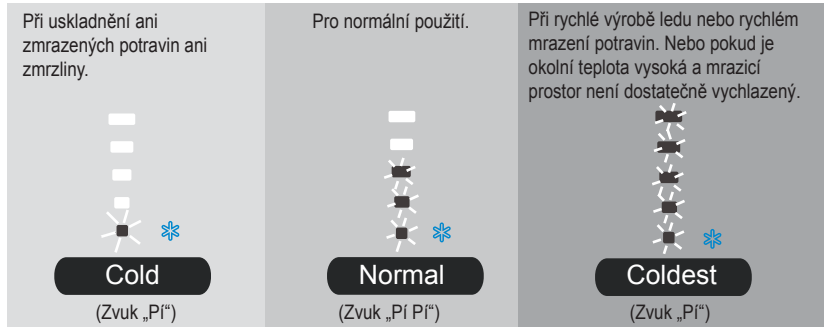 Při uskladnění ani
zmrazených potravin ani
zmrzliny.
Cold
(Zvuk „Pí“)
Pro normální použití.
Normal
(Zvuk „Pí Pí“)
Při rychlé výrobě ledu nebo rychlém
mrazení potravin. Nebo pokud je
okolní teplota vysoká a mrazicí
prostor není dostatečně vychlazený.
Coldest
(Zvuk „Pí“)